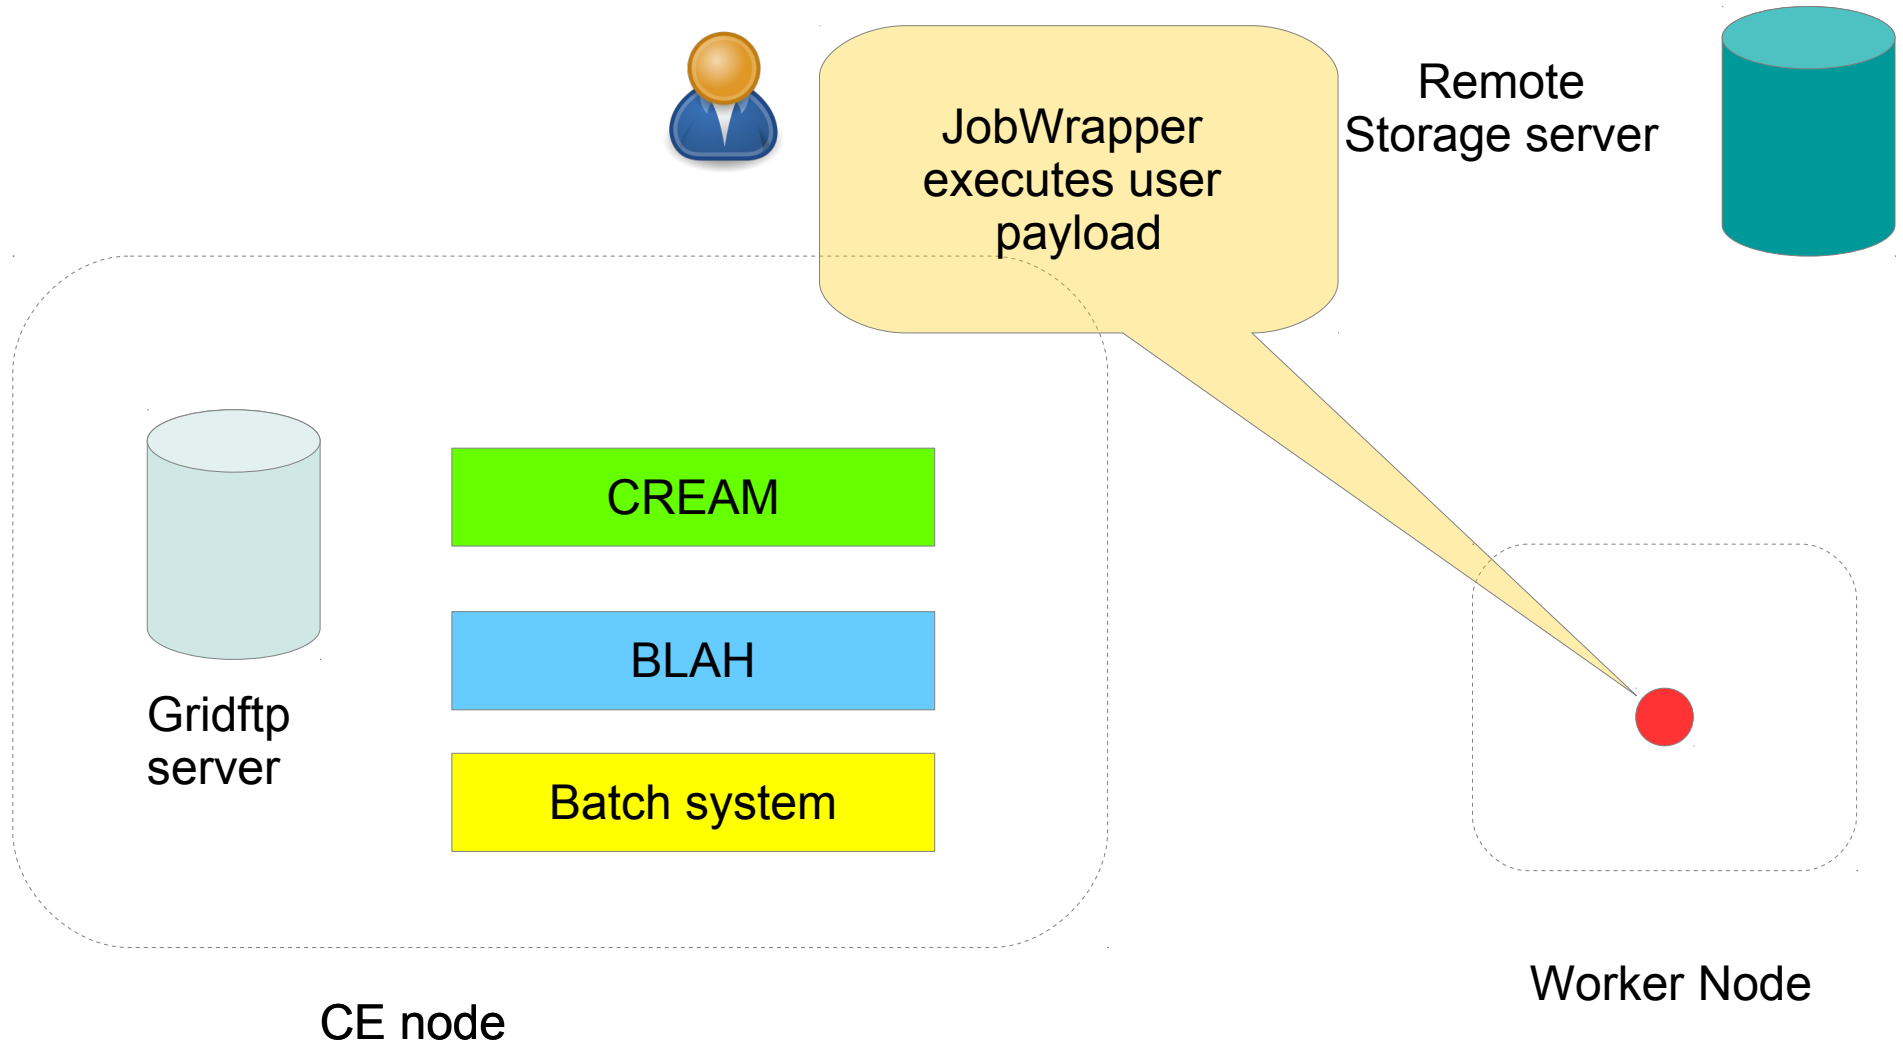 JobWrapper
executes user
payload
Remote
Storage server
CREAM
BLAH
Batch system
Gridftp
server
CE node
Worker Node